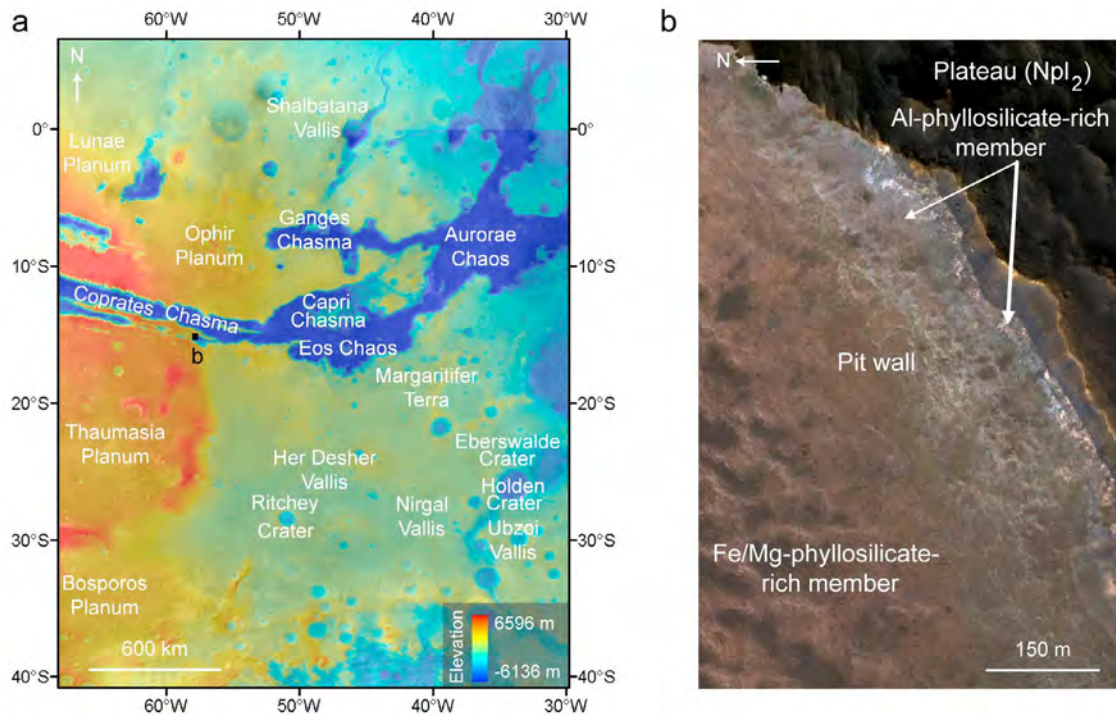 a
60°W
50°W
40°W
30°W
N
Shalbatana
Vallis
0°
0°
Lunae
Planum
Ganges
Chasma
Ophir
Planum
Aurorae
Chaos
10°S
10°S
Coprates Chasma
Capri
Chasma
Eos Chaos
b
Margaritifer
Terra
20°S
20°S
Thaumasia
Planum
Eberswalde
Crater
Her Desher
Vallis
Holden
Crater
Ritchey
Crater
Nirgal
Vallis
Ubzoi
Vallis
30°S
30°S
Bosporos
Planum
Elevation
6596 m
-6136 m
600 km
40°S
40°S
60°W
50°W
40°W
30°W
b
N
Plateau (Npl₂)
Al-phyllosilicate-rich
member
Pit wall
Fe/Mg-phyllosilicate-
rich member
150 m